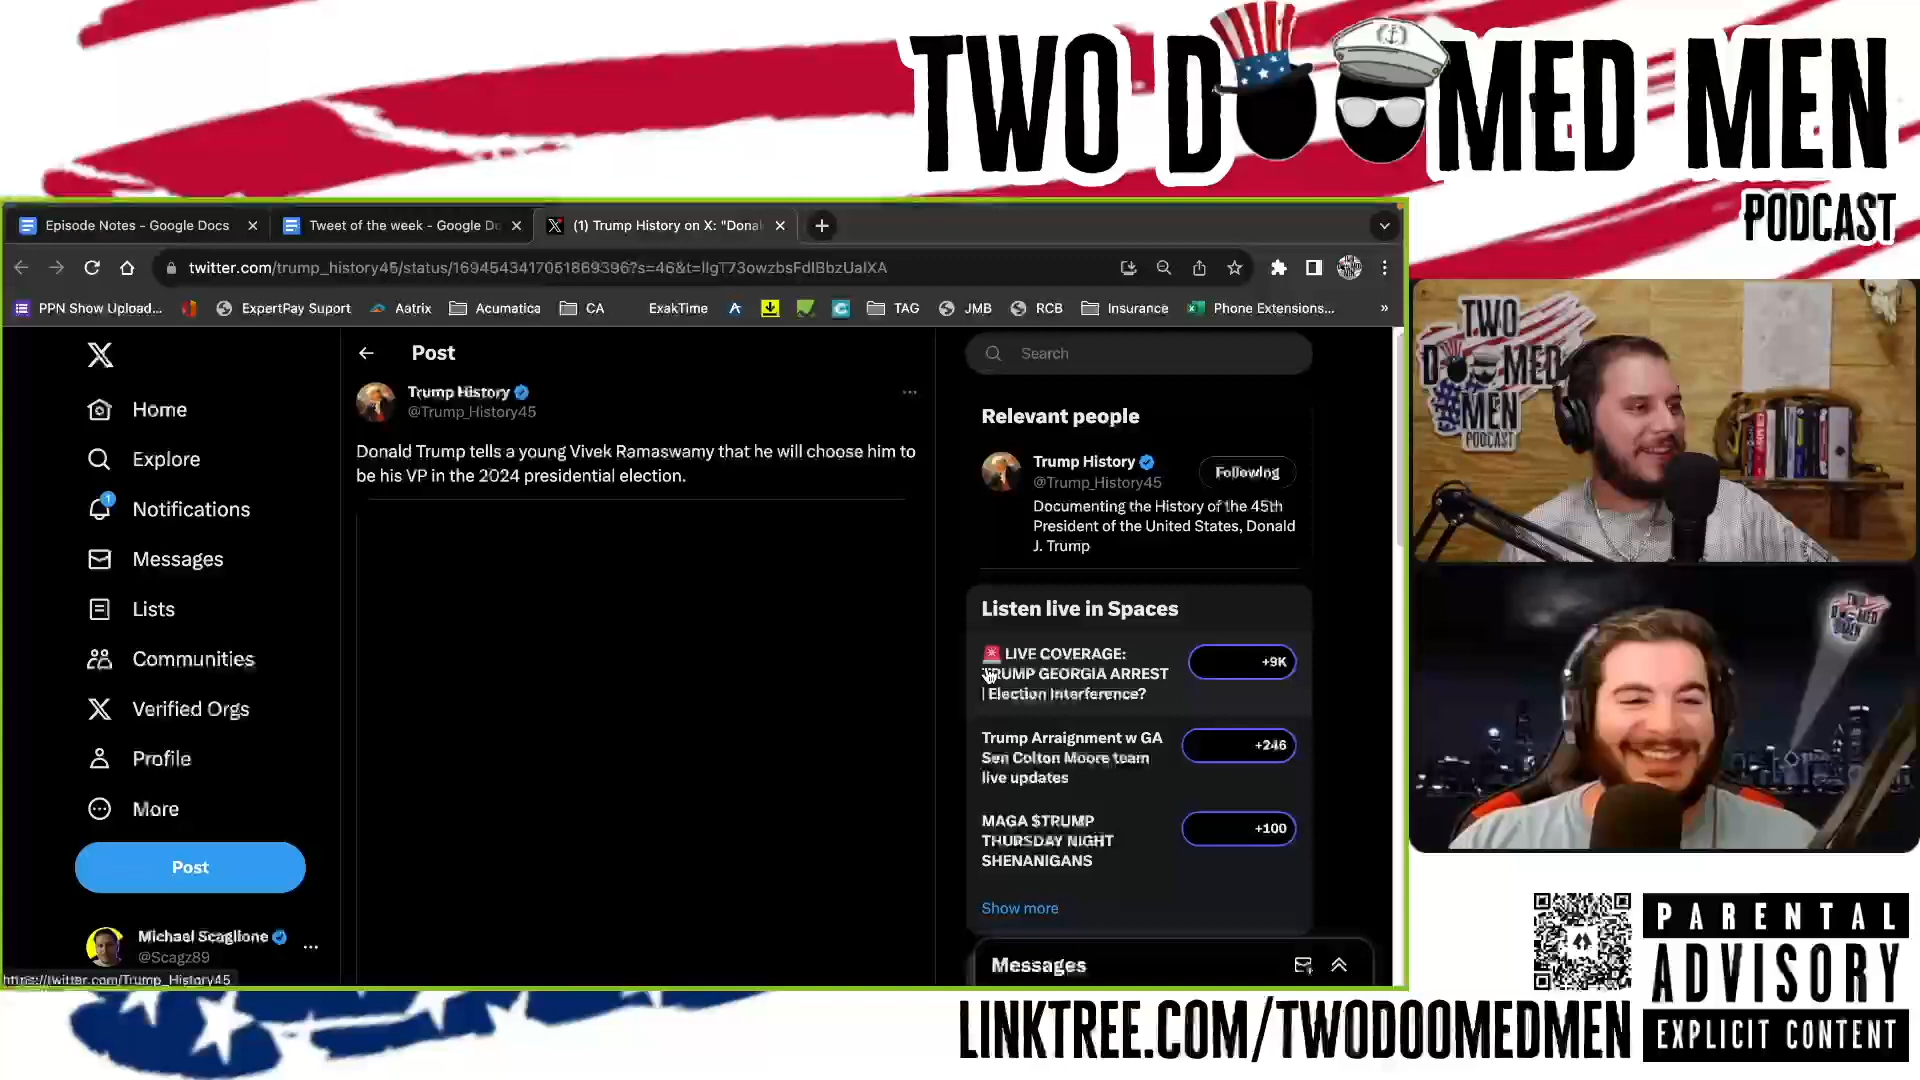 TWO DOOMED MEN
PODCAST
Episode Notes - Google Docs
Tweet of the week - Google Do
(1) Trump History on X: "Donal
twitter.com/trump_history45/status/1694543417051869396?s=46&t=IlgT73owzbsFdIBbzUaIXA
PPN Show Upload...
ExpertPay Suport
Aatrix
Acumatica
CA
ExakTime
TAG
JMB
RCB
Insurance
Phone Extensions...
»
Home
Explore
1
Notifications
Messages
Lists
Communities
Verified Orgs
Profile
More
Post
Michael Scaglione
@Scagz89
https://twitter.com/Trump_History45
Post
Trump History
@Trump_History45
Donald Trump tells a young Vivek Ramaswamy that he will choose him to
be his VP in the 2024 presidential election.
Search
Relevant people
Trump History
@Trump_History45
Following
Documenting the History of the 45th
President of the United States, Donald
J. Trump
Listen live in Spaces
LIVE COVERAGE:
TRUMP GEORGIA ARREST
| Election Interference?
+9K
Trump Arraignment w GA
Sen Colton Moore team
live updates
+246
MAGA $TRUMP
THURSDAY NIGHT
SHENANIGANS
+100
Show more
Messages
TWO
DOOMED
MEN
PODCAST
LINKTREE.COM/TWODOOMEDMEN
PARENTAL
ADVISORY
EXPLICIT CONTENT